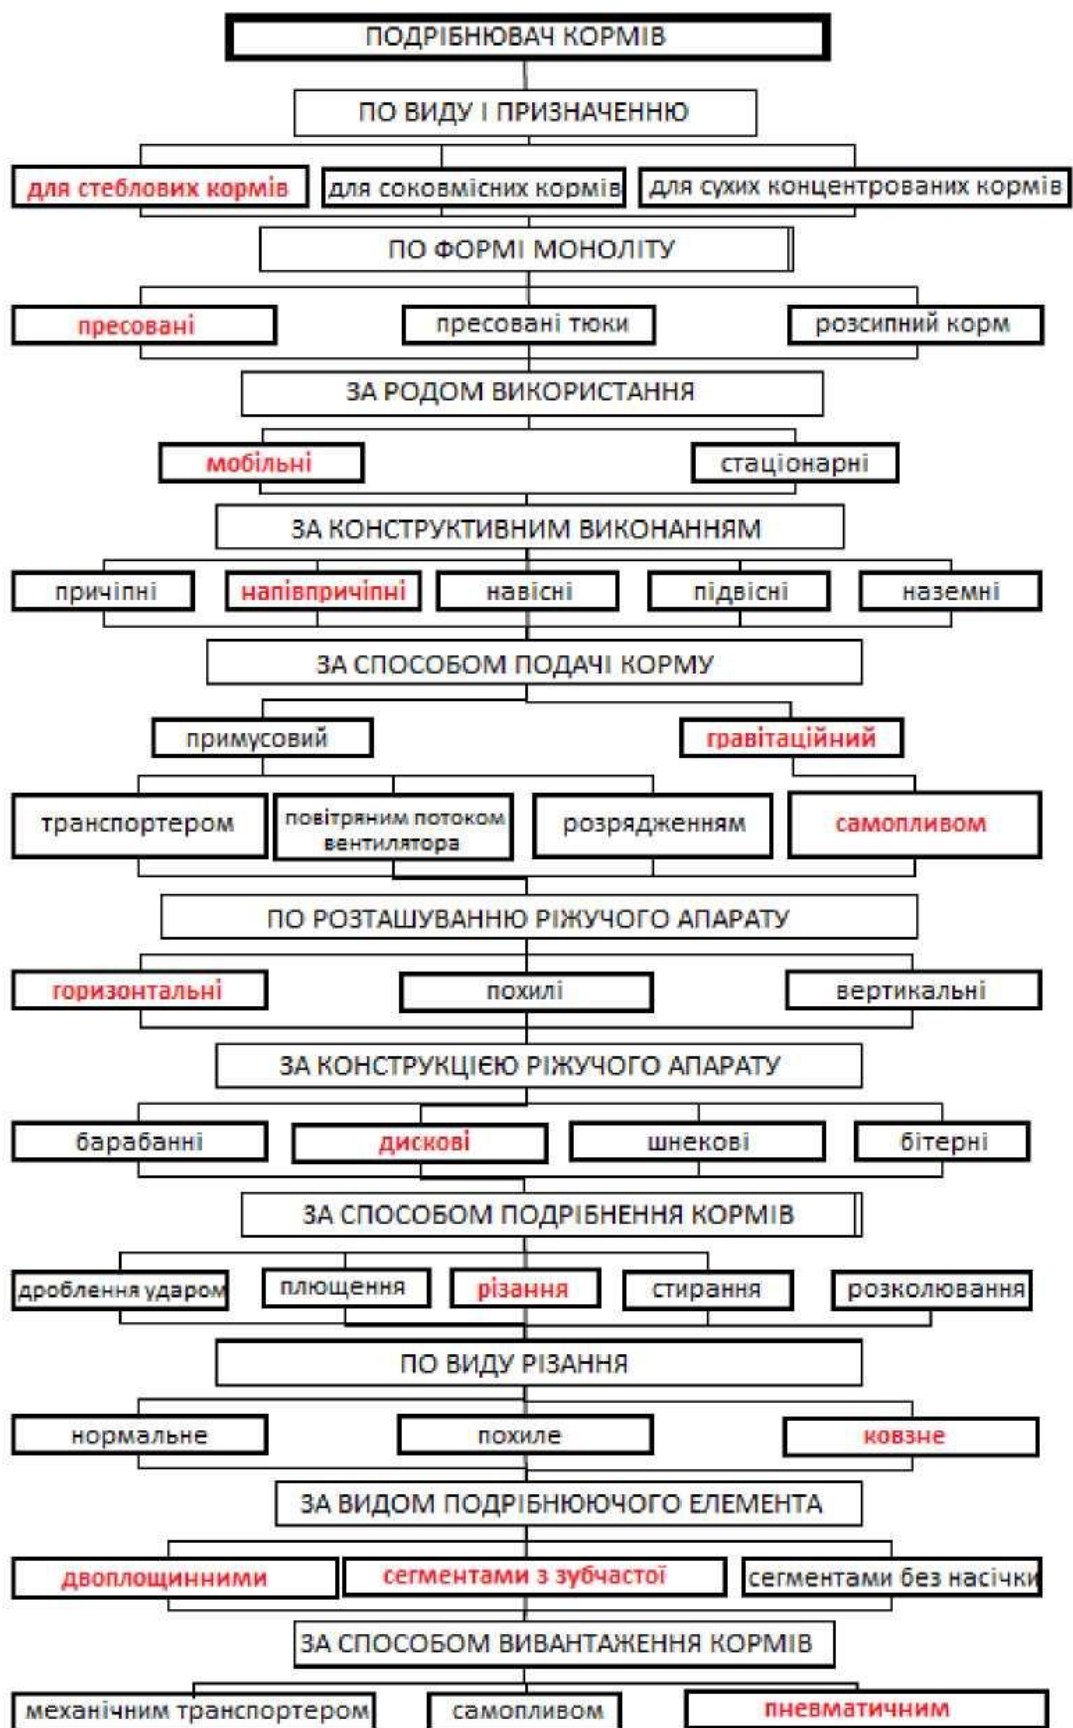 ПОДРІБНЮВАЧ КОРМІВ
ПО ВИДУ І ПРИЗНАЧЕННЮ
для стеблових кормів
для соковмісних кормів
для сухих концентрованих кормів
ПО ФОРМІ МОНОЛІТУ
пресовані
пресовані тюки
розсипний корм
ЗА РОДОМ ВИКОРИСТАННЯ
мобільні
стаціонарні
ЗА КОНСТРУКТИВНИМ ВИКОНАННЯМ
причіпні
напівпричіпні
навісні
підвісні
наземні
ЗА СПОСОБОМ ПОДАЧІ КОРМУ
примусовий
гравітаційний
транспортером
повітряним потоком
вентилятора
розрядженням
самопливом
ПО РОЗТАШУВАННЮ РІЖУЧОГО АПАРАТУ
горизонтальні
похилі
вертикальні
ЗА КОНСТРУКЦІЄЮ РІЖУЧОГО АПАРАТУ
барабанні
дискові
шнекові
бітерні
ЗА СПОСОБОМ ПОДРІБНЕННЯ КОРМІВ
дроблення ударом
плющення
різання
стирання
розколювання
ПО ВИДУ РІЗАННЯ
нормальне
похиле
ковзне
ЗА ВИДОМ ПОДРІБНЮЮЧОГО ЕЛЕМЕНТА
двоплощинними
сегментами з зубчастої
сегментами без насічки
ЗА СПОСОБОМ ВИВАНТАЖЕННЯ КОРМІВ
механічним транспортером
самопливом
пневматичним